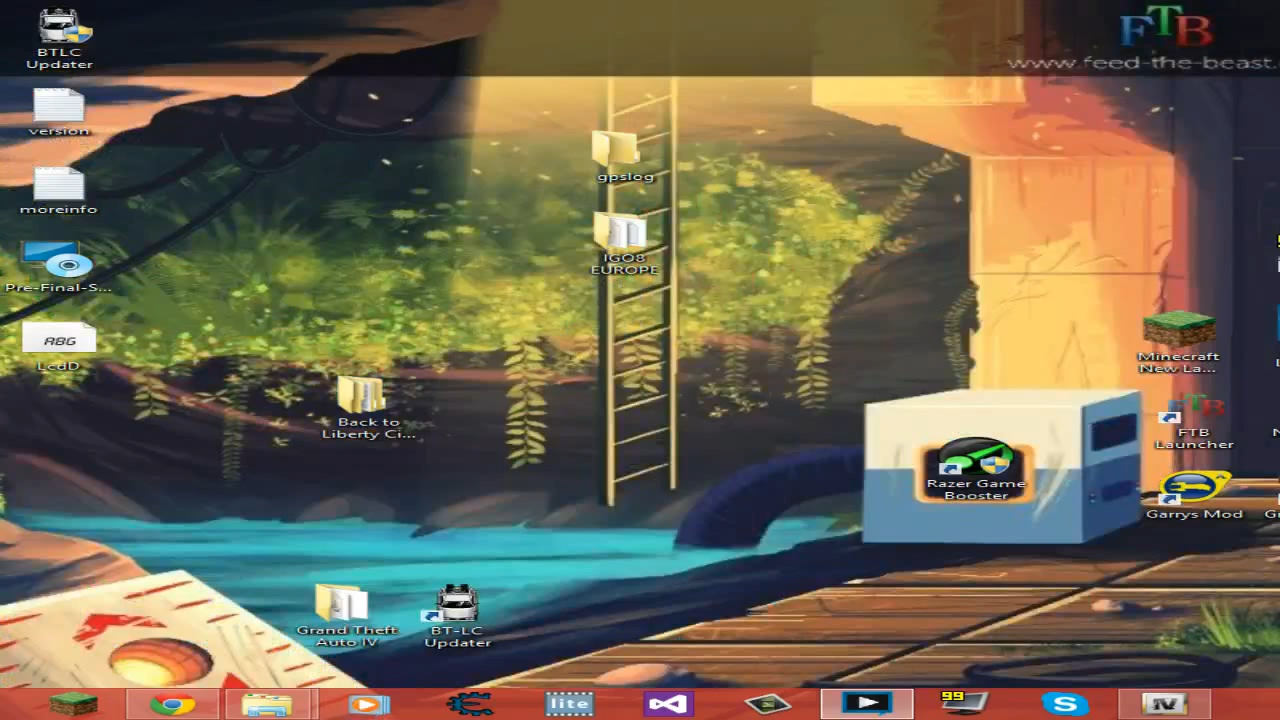 BTLC
Updater
version
moreinfo
Pre-Final-S...
ABG
LcdD
FTB
www.feed-the-beast.
gpslog
IGO8
EUROPE
Back to
Liberty Ci...
Grand Theft
Auto IV
BT-LC
Updater
Razer Game
Booster
Minecraft
New La...
FTB
FTB
Launcher
Garrys Mod
lite
99
S
IV